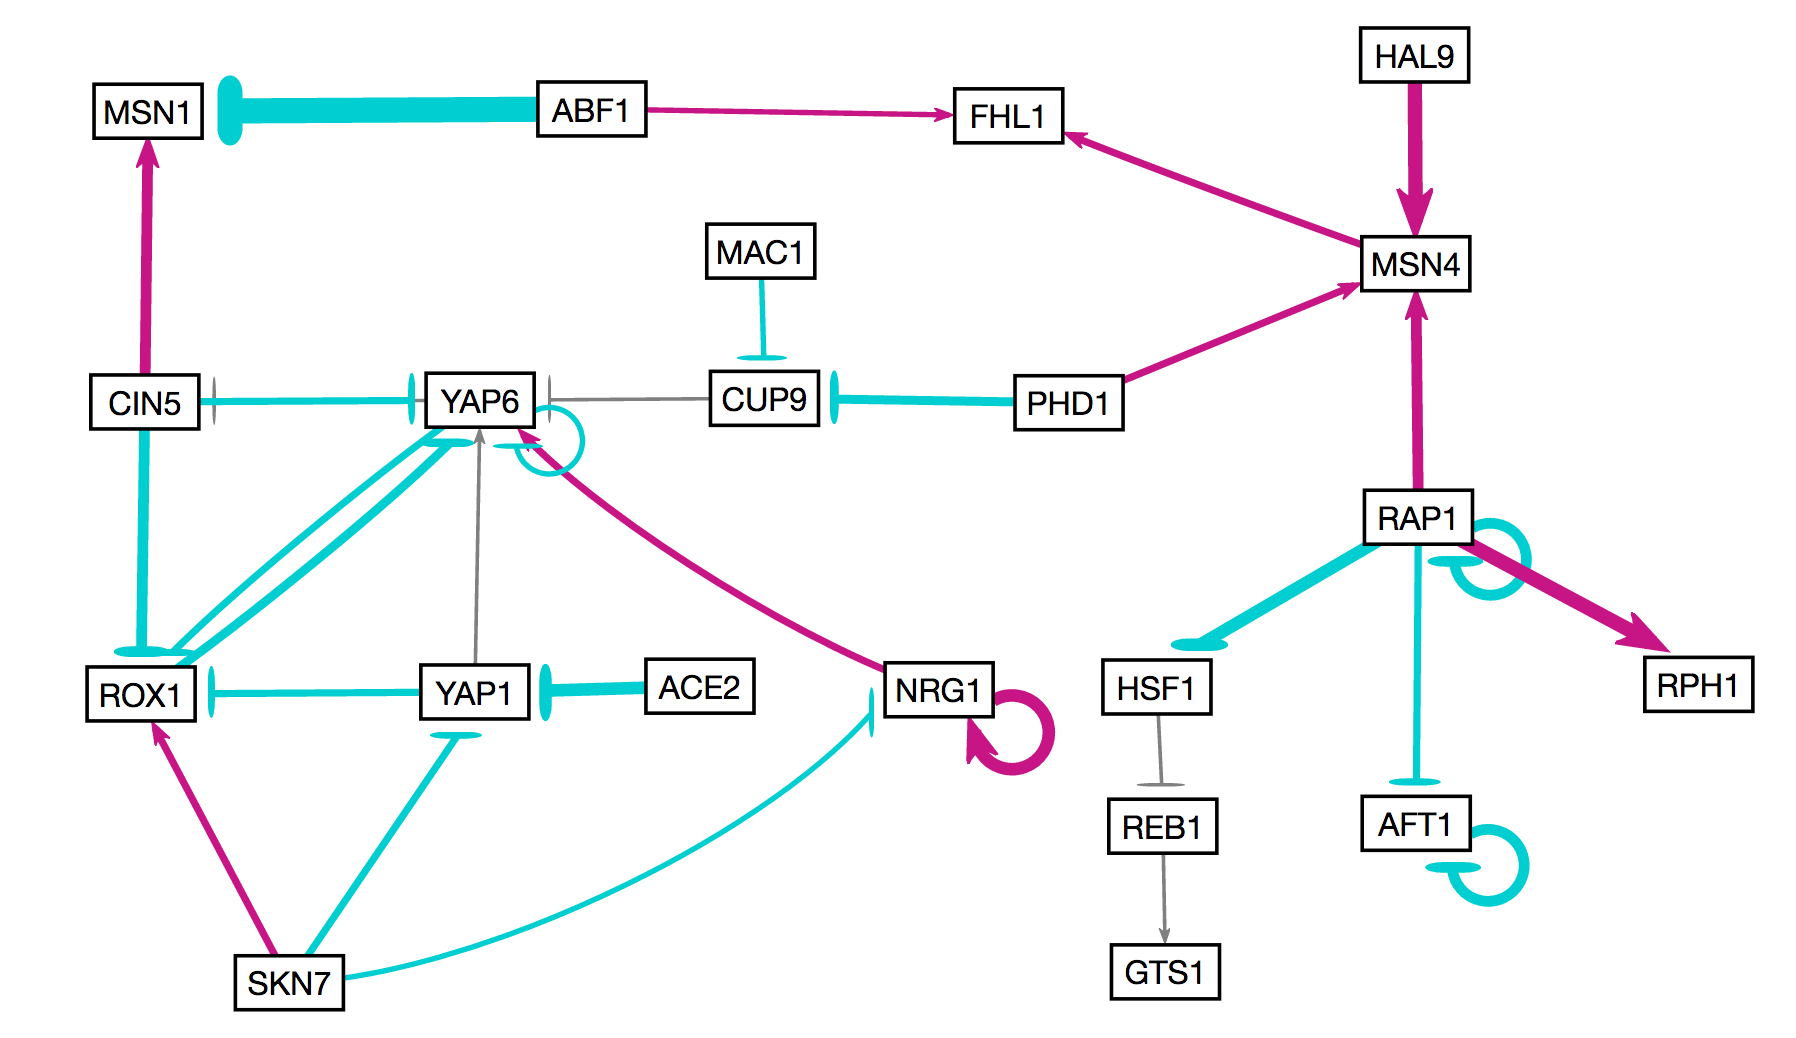 HAL9
MSN1
ABF1
FHL1
MAC1
MSN4
CIN5
YAP6
CUP9
PHD1
RAP1
ROX1
YAP1
ACE2
NRG1
HSF1
RPH1
REB1
AFT1
SKN7
GTS1